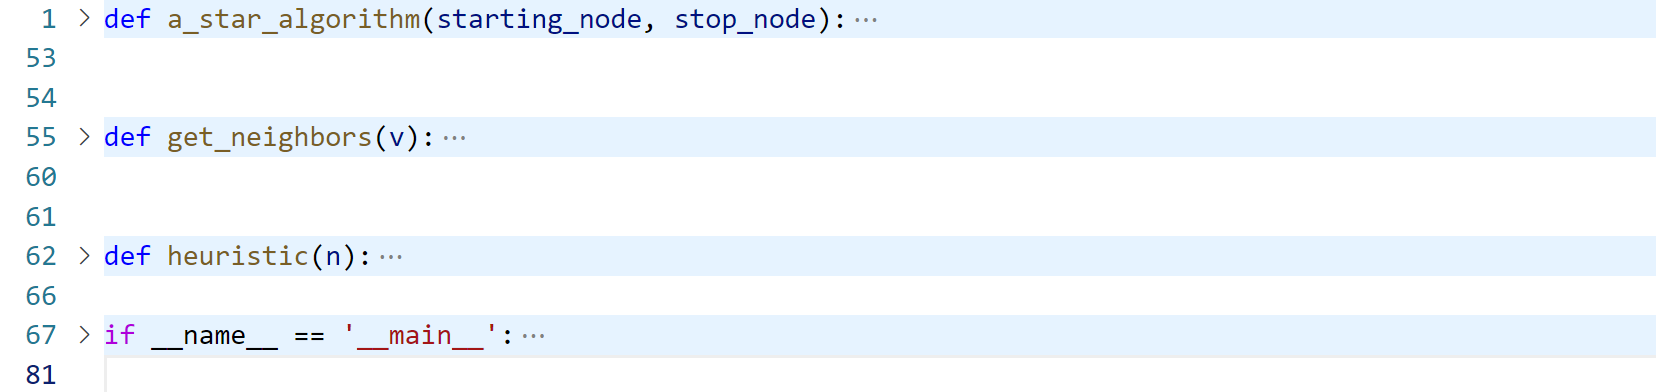 1 > def a_star_algorithm(starting_node, stop_node):···
53
54
55 > def get_neighbors(v):···
60
61
62 > def heuristic(n):···
66
67 > if __name__ == '__main__':···
81